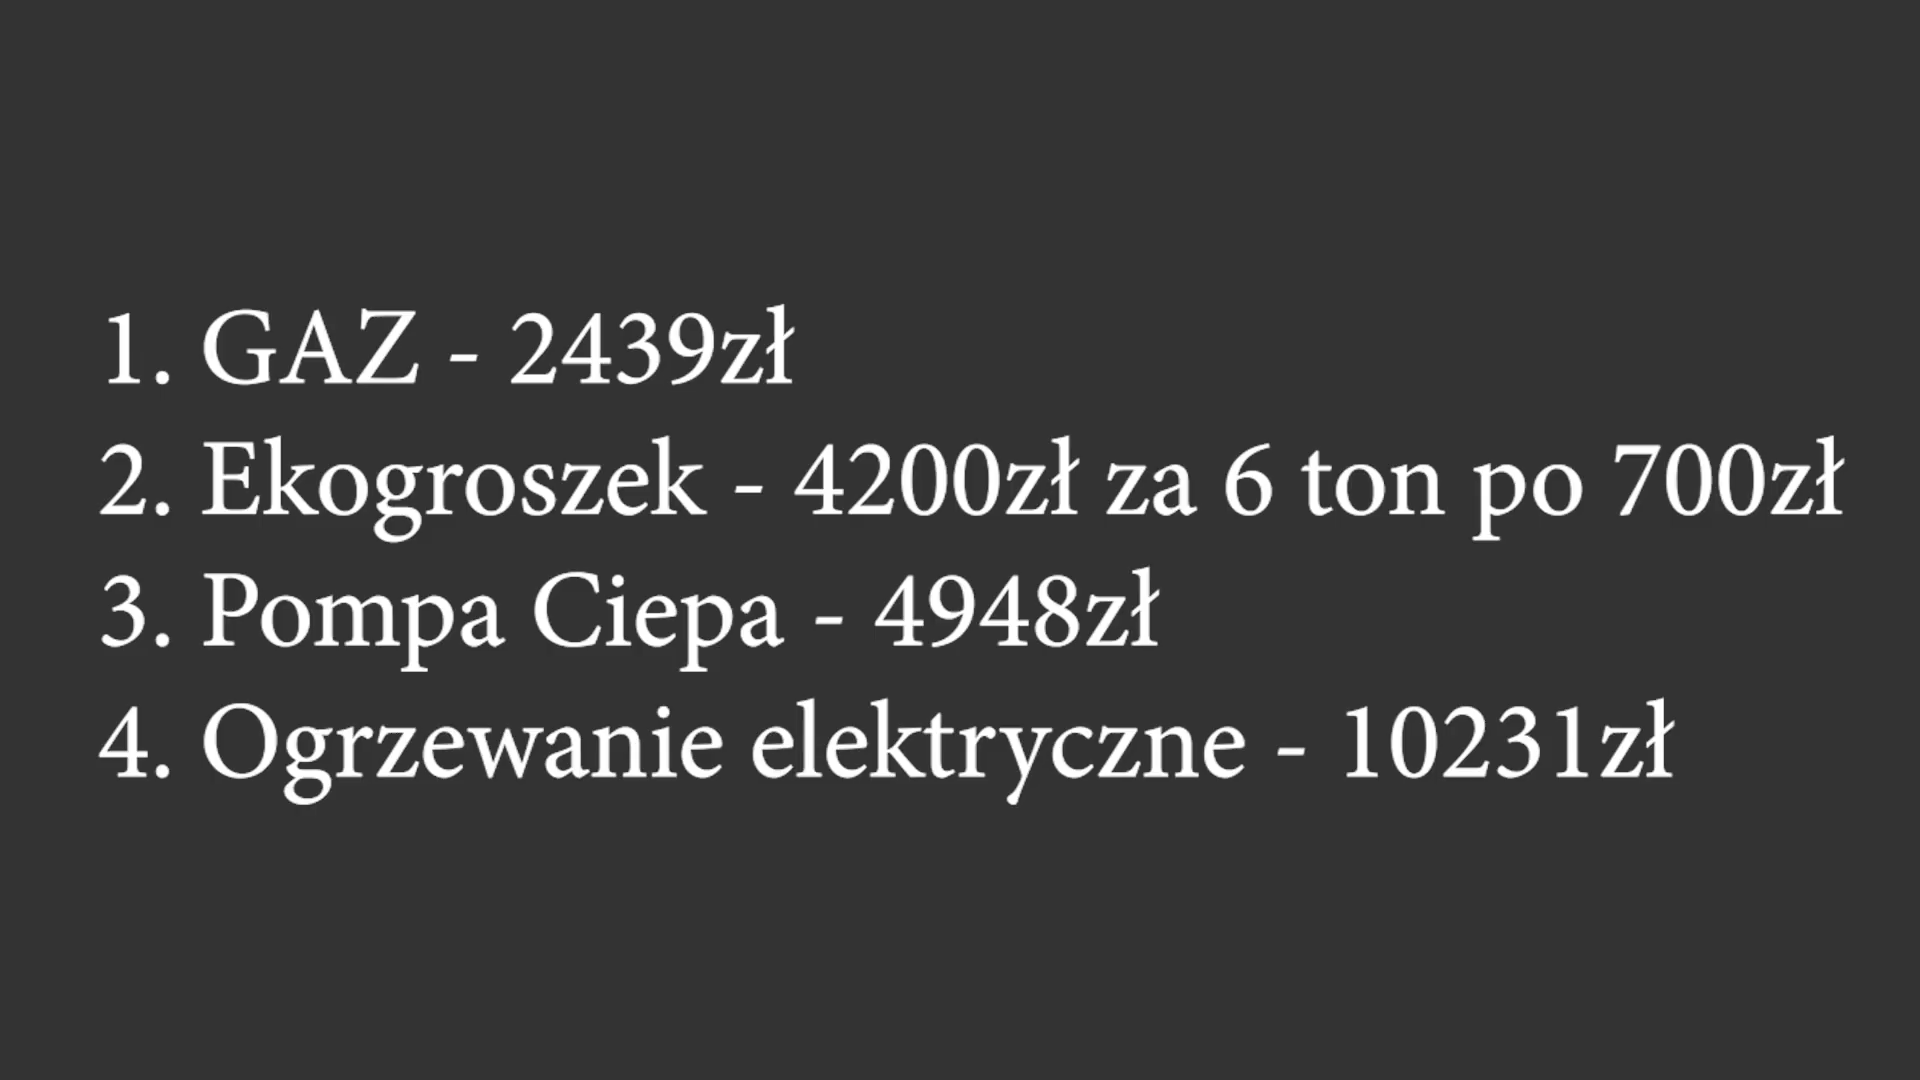 1. GAZ - 2439zł
2. Ekogroszek - 4200zł za 6 ton po 700zł
3. Pompa Ciepa - 4948zł
4. Ogrzewanie elektryczne - 10231zł